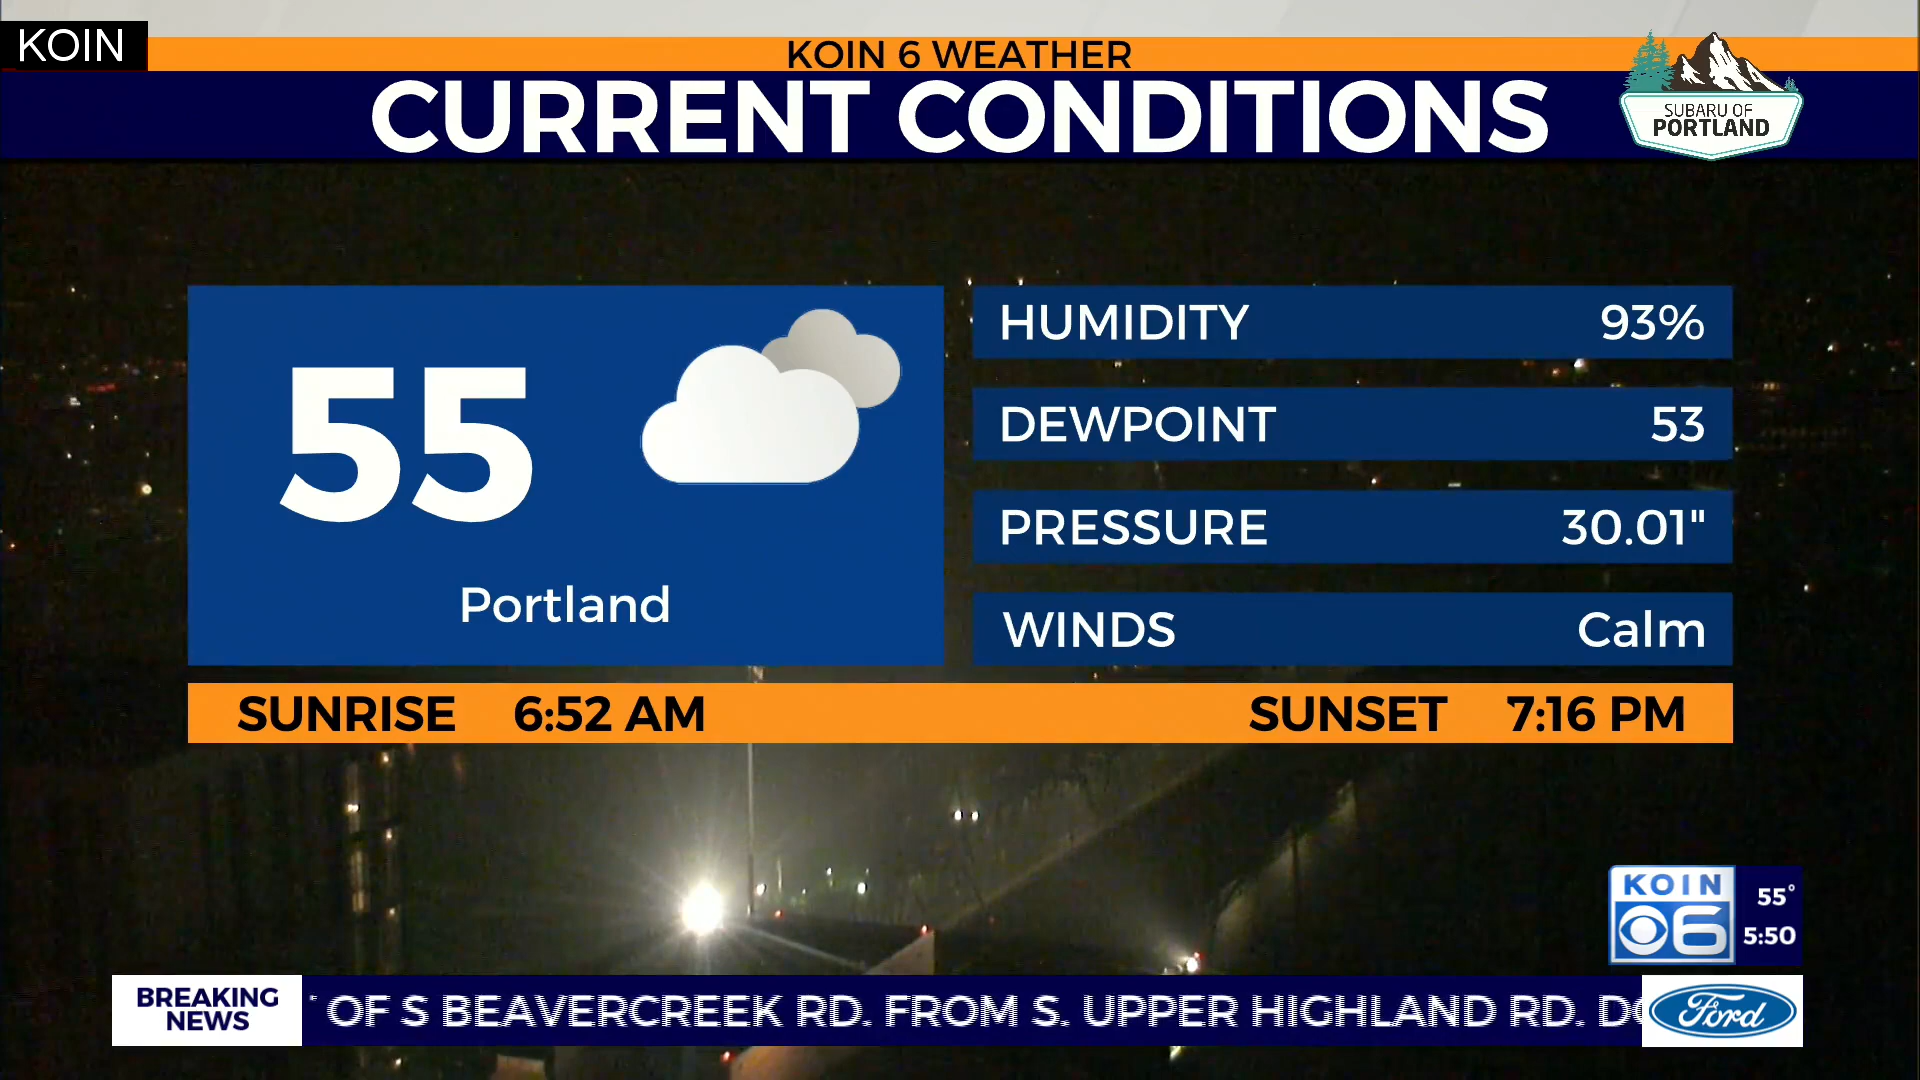 KOIN
KOIN 6 WEATHER
CURRENT CONDITIONS
SUBARU OF
PORTLAND
55
Portland
HUMIDITY 93%
DEWPOINT 53
PRESSURE 30.01"
WINDS Calm
SUNRISE 6:52 AM SUNSET 7:16 PM
KOIN
6
55°
5:50
BREAKING
NEWS
OF S BEAVERCREEK RD. FROM S. UPPER HIGHLAND RD.
Ford